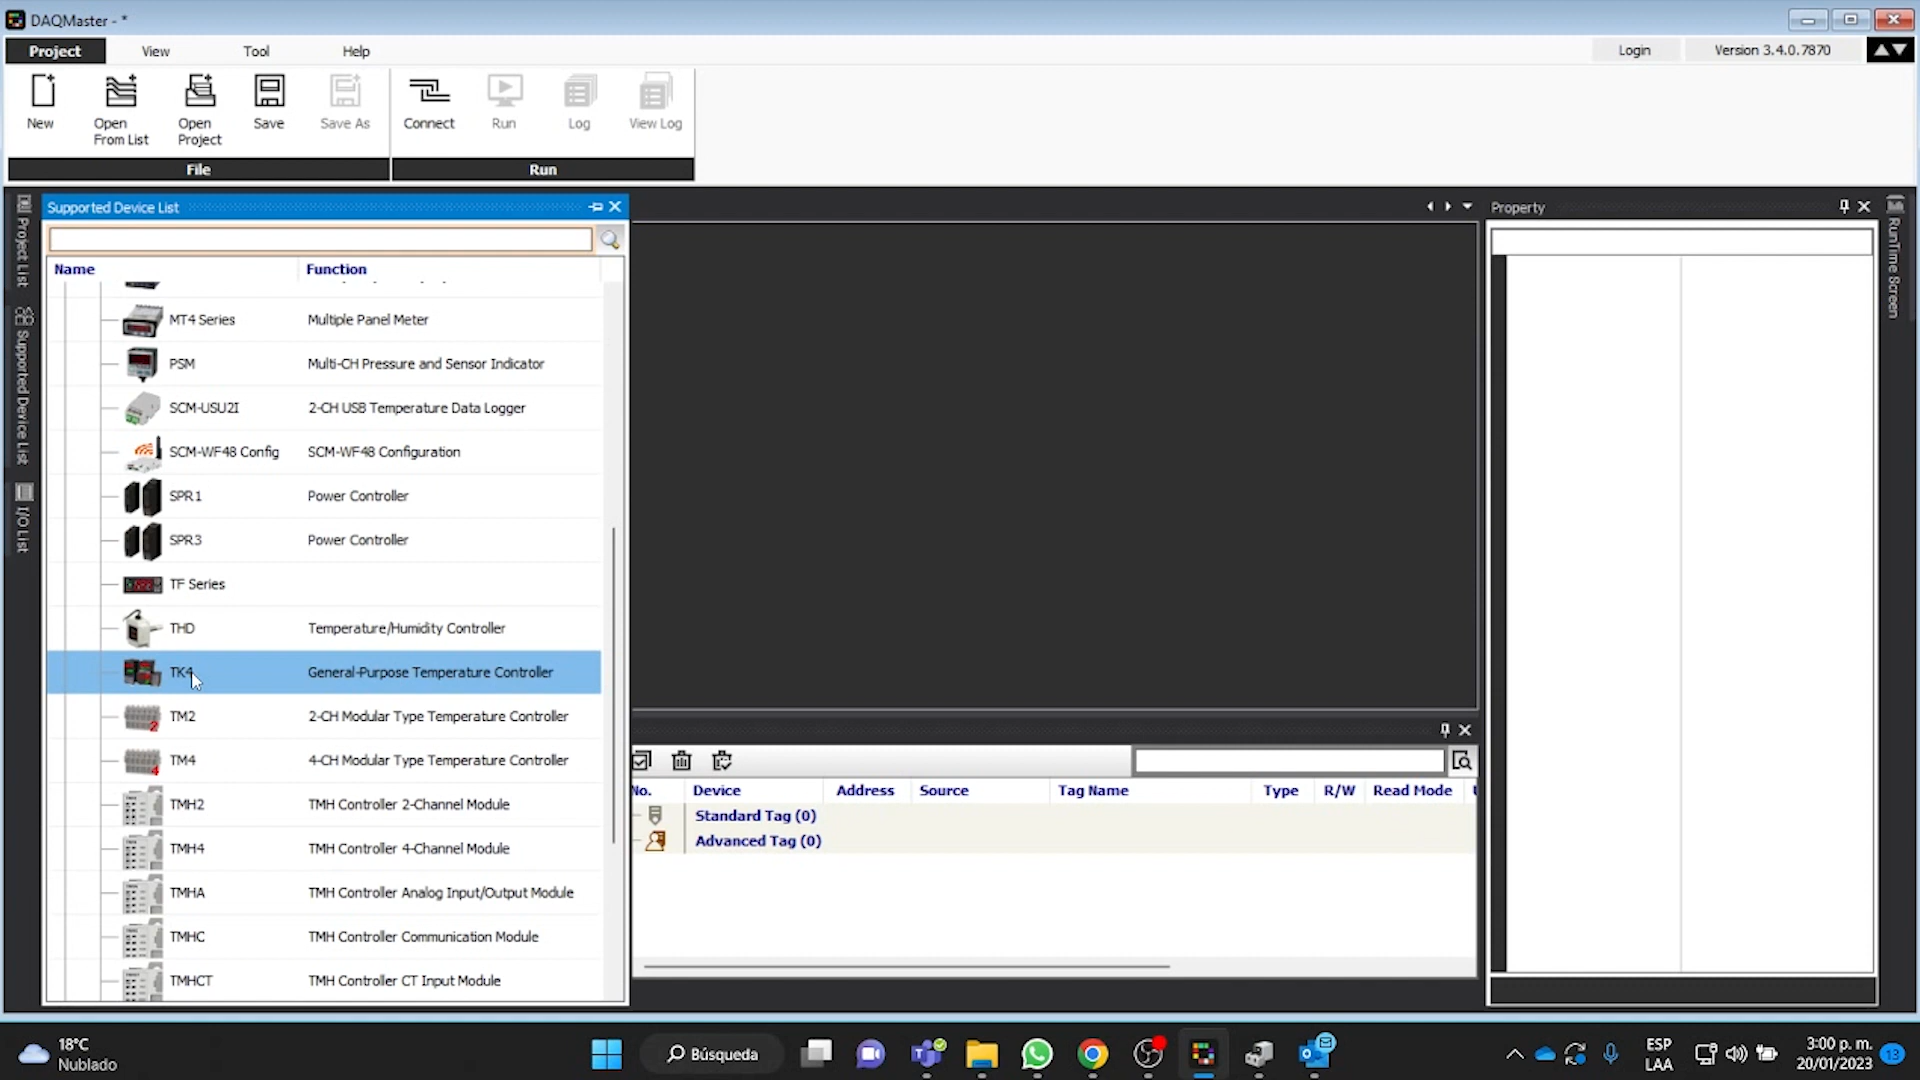 DAQMaster - *
Project
View
Tool
Help
Login
Version 3.4.0.7870
New
Open
From List
Open
Project
Save
Save As
Connect
Run
Log
View Log
File
Run
Project List
Supported Device List
I/O List
Supported Device List
Name
Function
MT4 Series
Multiple Panel Meter
PSM
Multi-CH Pressure and Sensor Indicator
SCM-USU2I
2-CH USB Temperature Data Logger
SCM-WF48 Config
SCM-WF48 Configuration
SPR1
Power Controller
SPR3
Power Controller
TF Series
THD
Temperature/Humidity Controller
TK4
General-Purpose Temperature Controller
TM2
2-CH Modular Type Temperature Controller
TM4
4-CH Modular Type Temperature Controller
TMH2
TMH Controller 2-Channel Module
TMH4
TMH Controller 4-Channel Module
TMHA
TMH Controller Analog Input/Output Module
TMHC
TMH Controller Communication Module
TMHCT
TMH Controller CT Input Module
No.
Device
Address
Source
Tag Name
Type
R/W
Read Mode
Standard Tag (0)
Advanced Tag (0)
Property
RunTime Screen
18°C
Nublado
Búsqueda
ESP
LAA
3:00 p. m.
20/01/2023
13